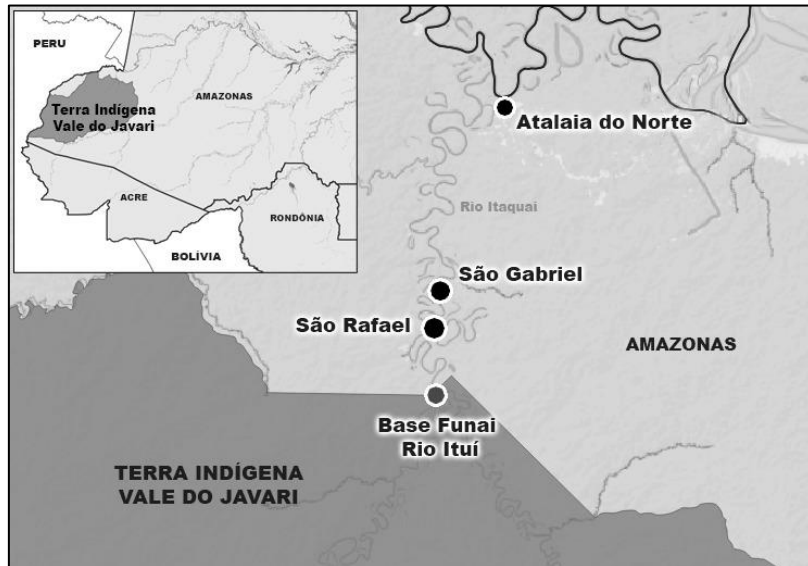 PERU
AMAZONAS
Terra Indígena
Vale do Javari
ACRE
RONDÔNIA
BOLÍVIA
Atalaia do Norte
Rio Itaquai
São Gabriel
São Rafael
AMAZONAS
Base Funai
Rio Ituí
TERRA INDÍGENA
VALE DO JAVARI